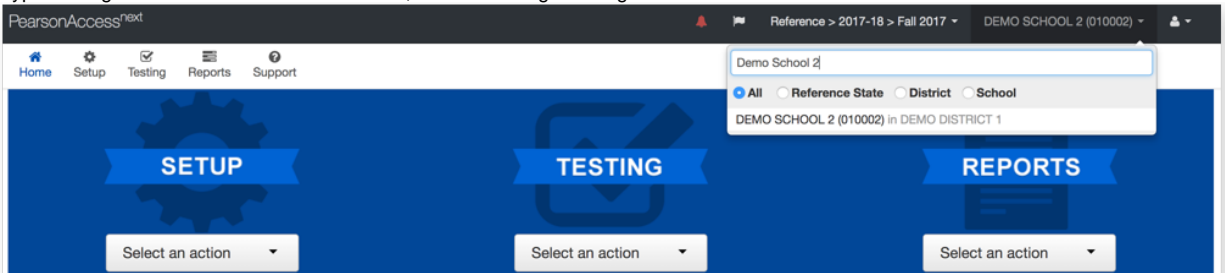 PearsonAccessnext
Reference > 2017-18 > Fall 2017
DEMO SCHOOL 2 (010002)
Home
Setup
Testing
Reports
Support
Demo School 2
All
Reference State
District
School
DEMO SCHOOL 2 (010002) in DEMO DISTRICT 1
SETUP
TESTING
REPORTS
Select an action
Select an action
Select an action